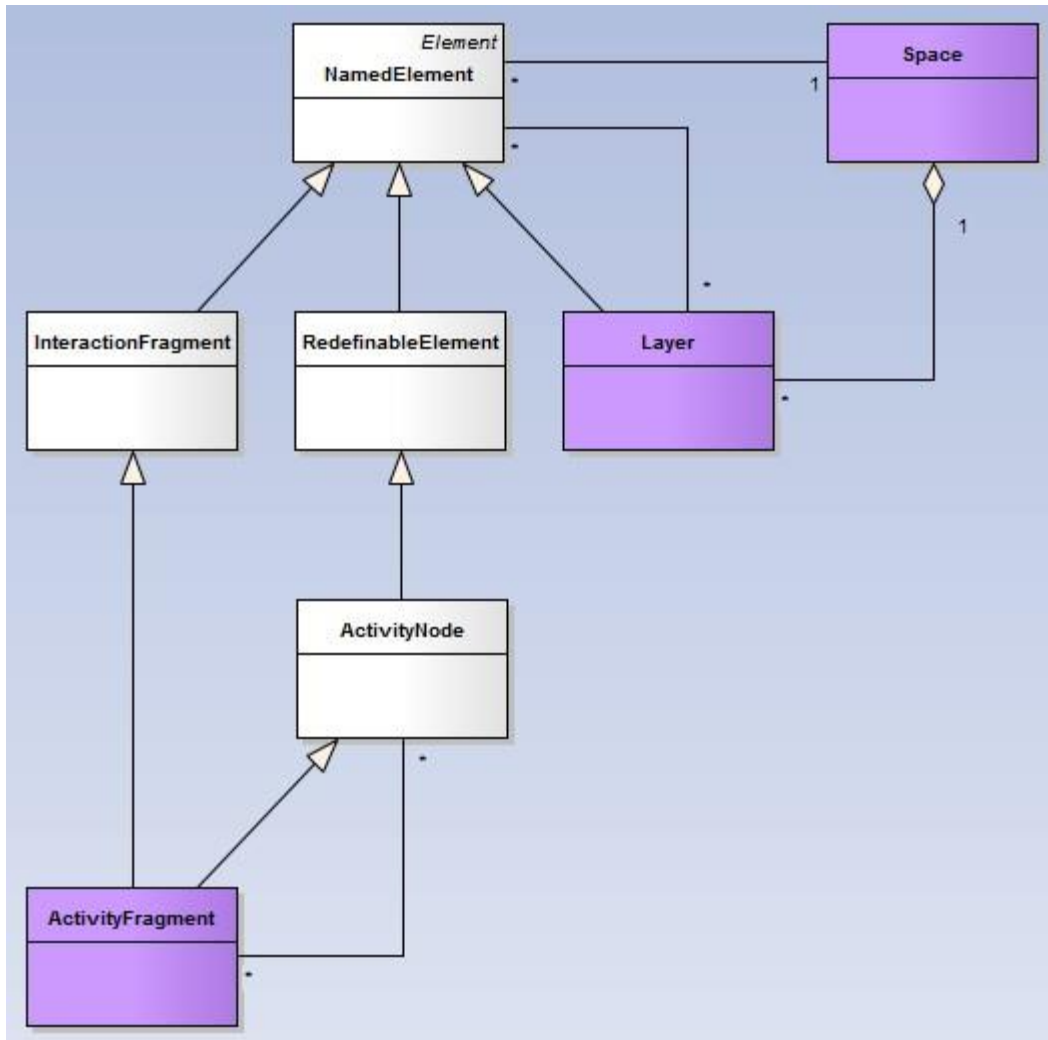 Element
NamedElement
Space
*
1
*
1
*
InteractionFragment
RedefinableElement
Layer
*
ActivityNode
*
ActivityFragment
*